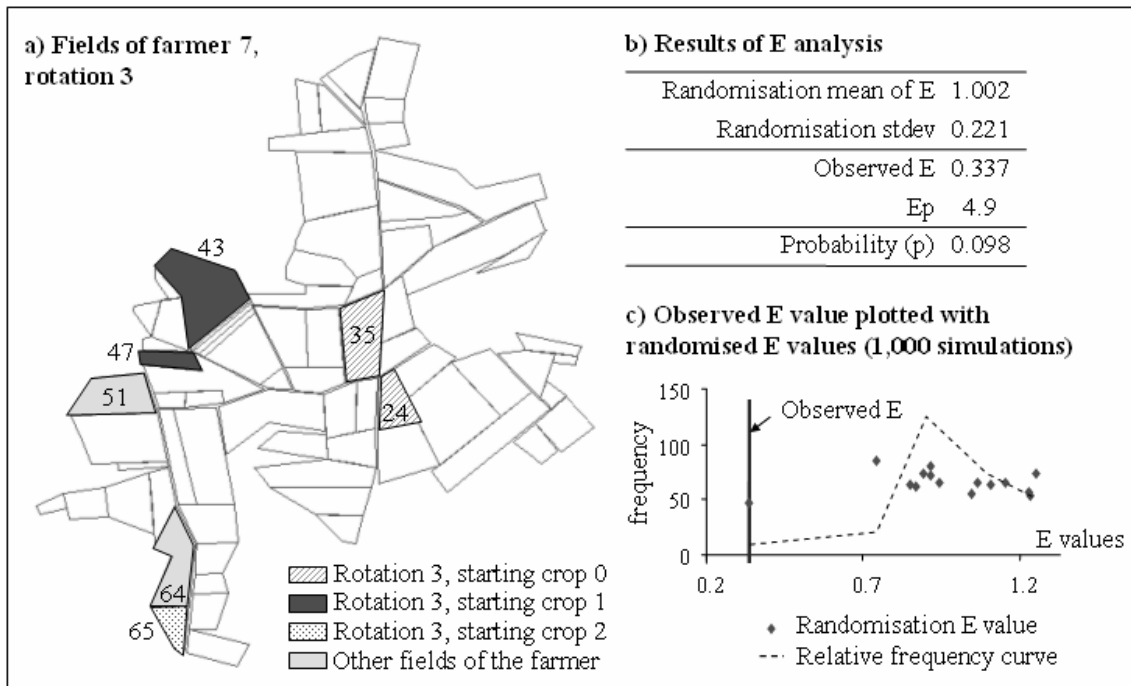 a) Fields of farmer 7,
rotation 3
43
47
51
35
24
64
65
Rotation 3, starting crop 0
Rotation 3, starting crop 1
Rotation 3, starting crop 2
Other fields of the farmer
b) Results of E analysis
Randomisation mean of E 1.002
Randomisation stdev 0.221
Observed E 0.337
Ep 4.9
Probability (p) 0.098
c) Observed E value plotted with
randomised E values (1,000 simulations)
150
Observed E
100
frequency
50
0
E values
0.2 0.7 1.2
Randomisation E value
Relative frequency curve